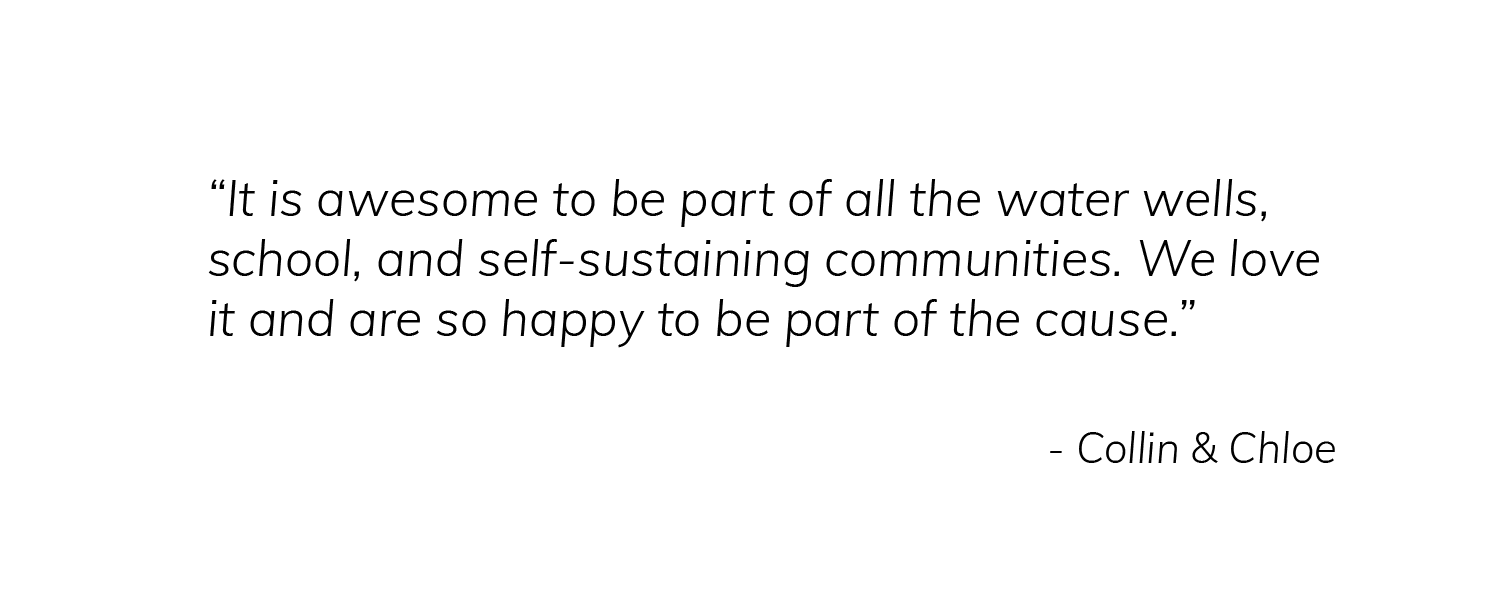 “It is awesome to be part of all the water wells,
school, and self-sustaining communities. We love
it and are so happy to be part of the cause.”
- Collin & Chloe